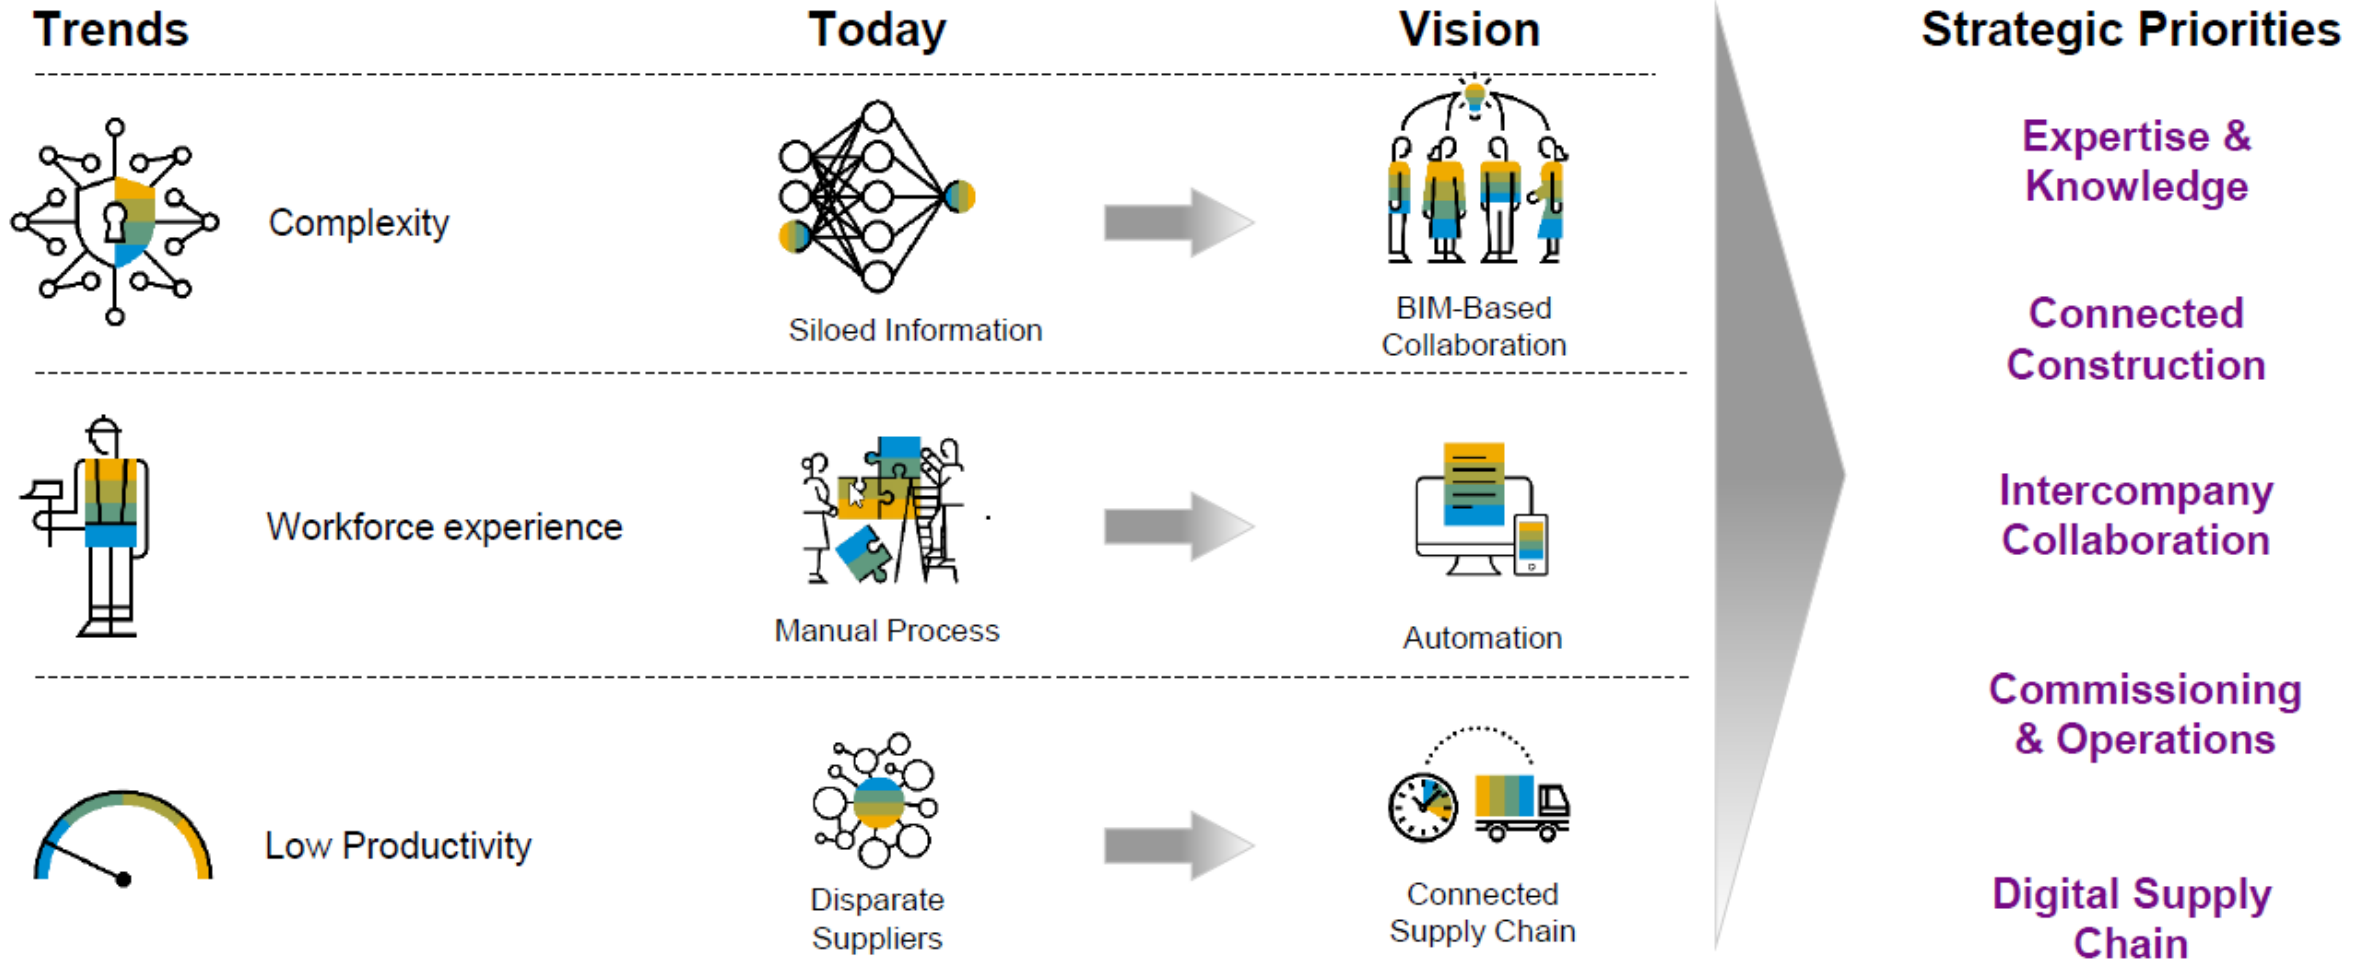 Trends
Today
Vision
Strategic Priorities
Complexity
Siloed Information
BIM-Based
Collaboration
Workforce experience
Manual Process
Automation
Low Productivity
Disparate
Suppliers
Connected
Supply Chain
Expertise &
Knowledge
Connected
Construction
Intercompany
Collaboration
Commissioning
& Operations
Digital Supply
Chain